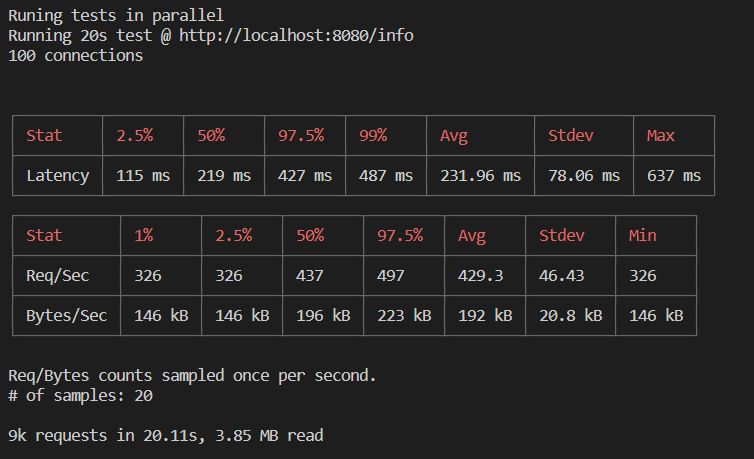 Runing tests in parallel
Running 20s test @ http://localhost:8080/info
100 connections
Stat 2.5% 50% 97.5% 99% Avg Stdev Max
Latency 115 ms 219 ms 427 ms 487 ms 231.96 ms 78.06 ms 637 ms
Stat 1% 2.5% 50% 97.5% Avg Stdev Min
Req/Sec 326 326 437 497 429.3 46.43 326
Bytes/Sec 146 kB 146 kB 196 kB 223 kB 192 kB 20.8 kB 146 kB
Req/Bytes counts sampled once per second.
# of samples: 20
9k requests in 20.11s, 3.85 MB read